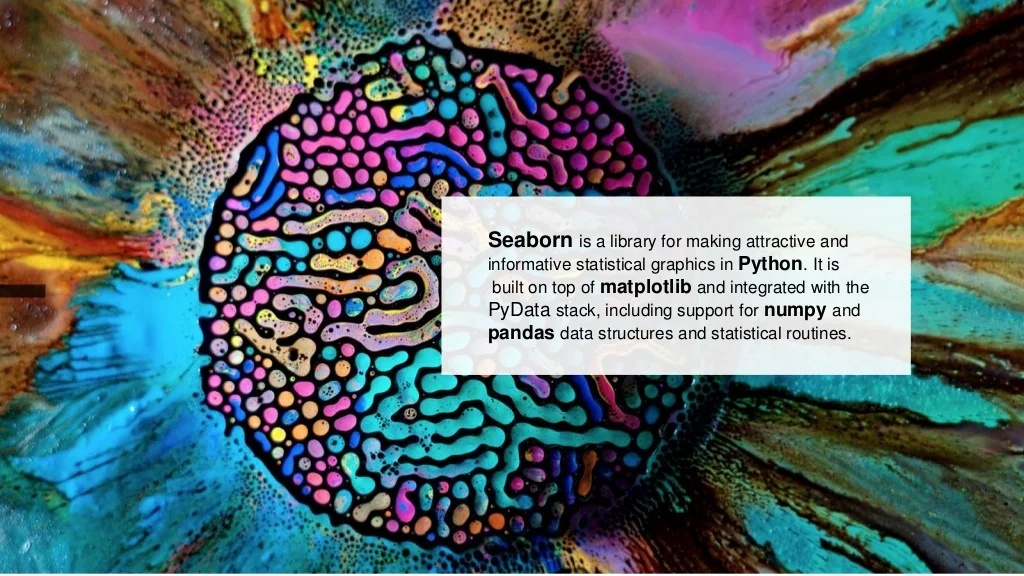 Seaborn is a library for making attractive and
informative statistical graphics in Python. It is
built on top of matplotlib and integrated with the
PyData stack, including support for numpy and
pandas data structures and statistical routines.